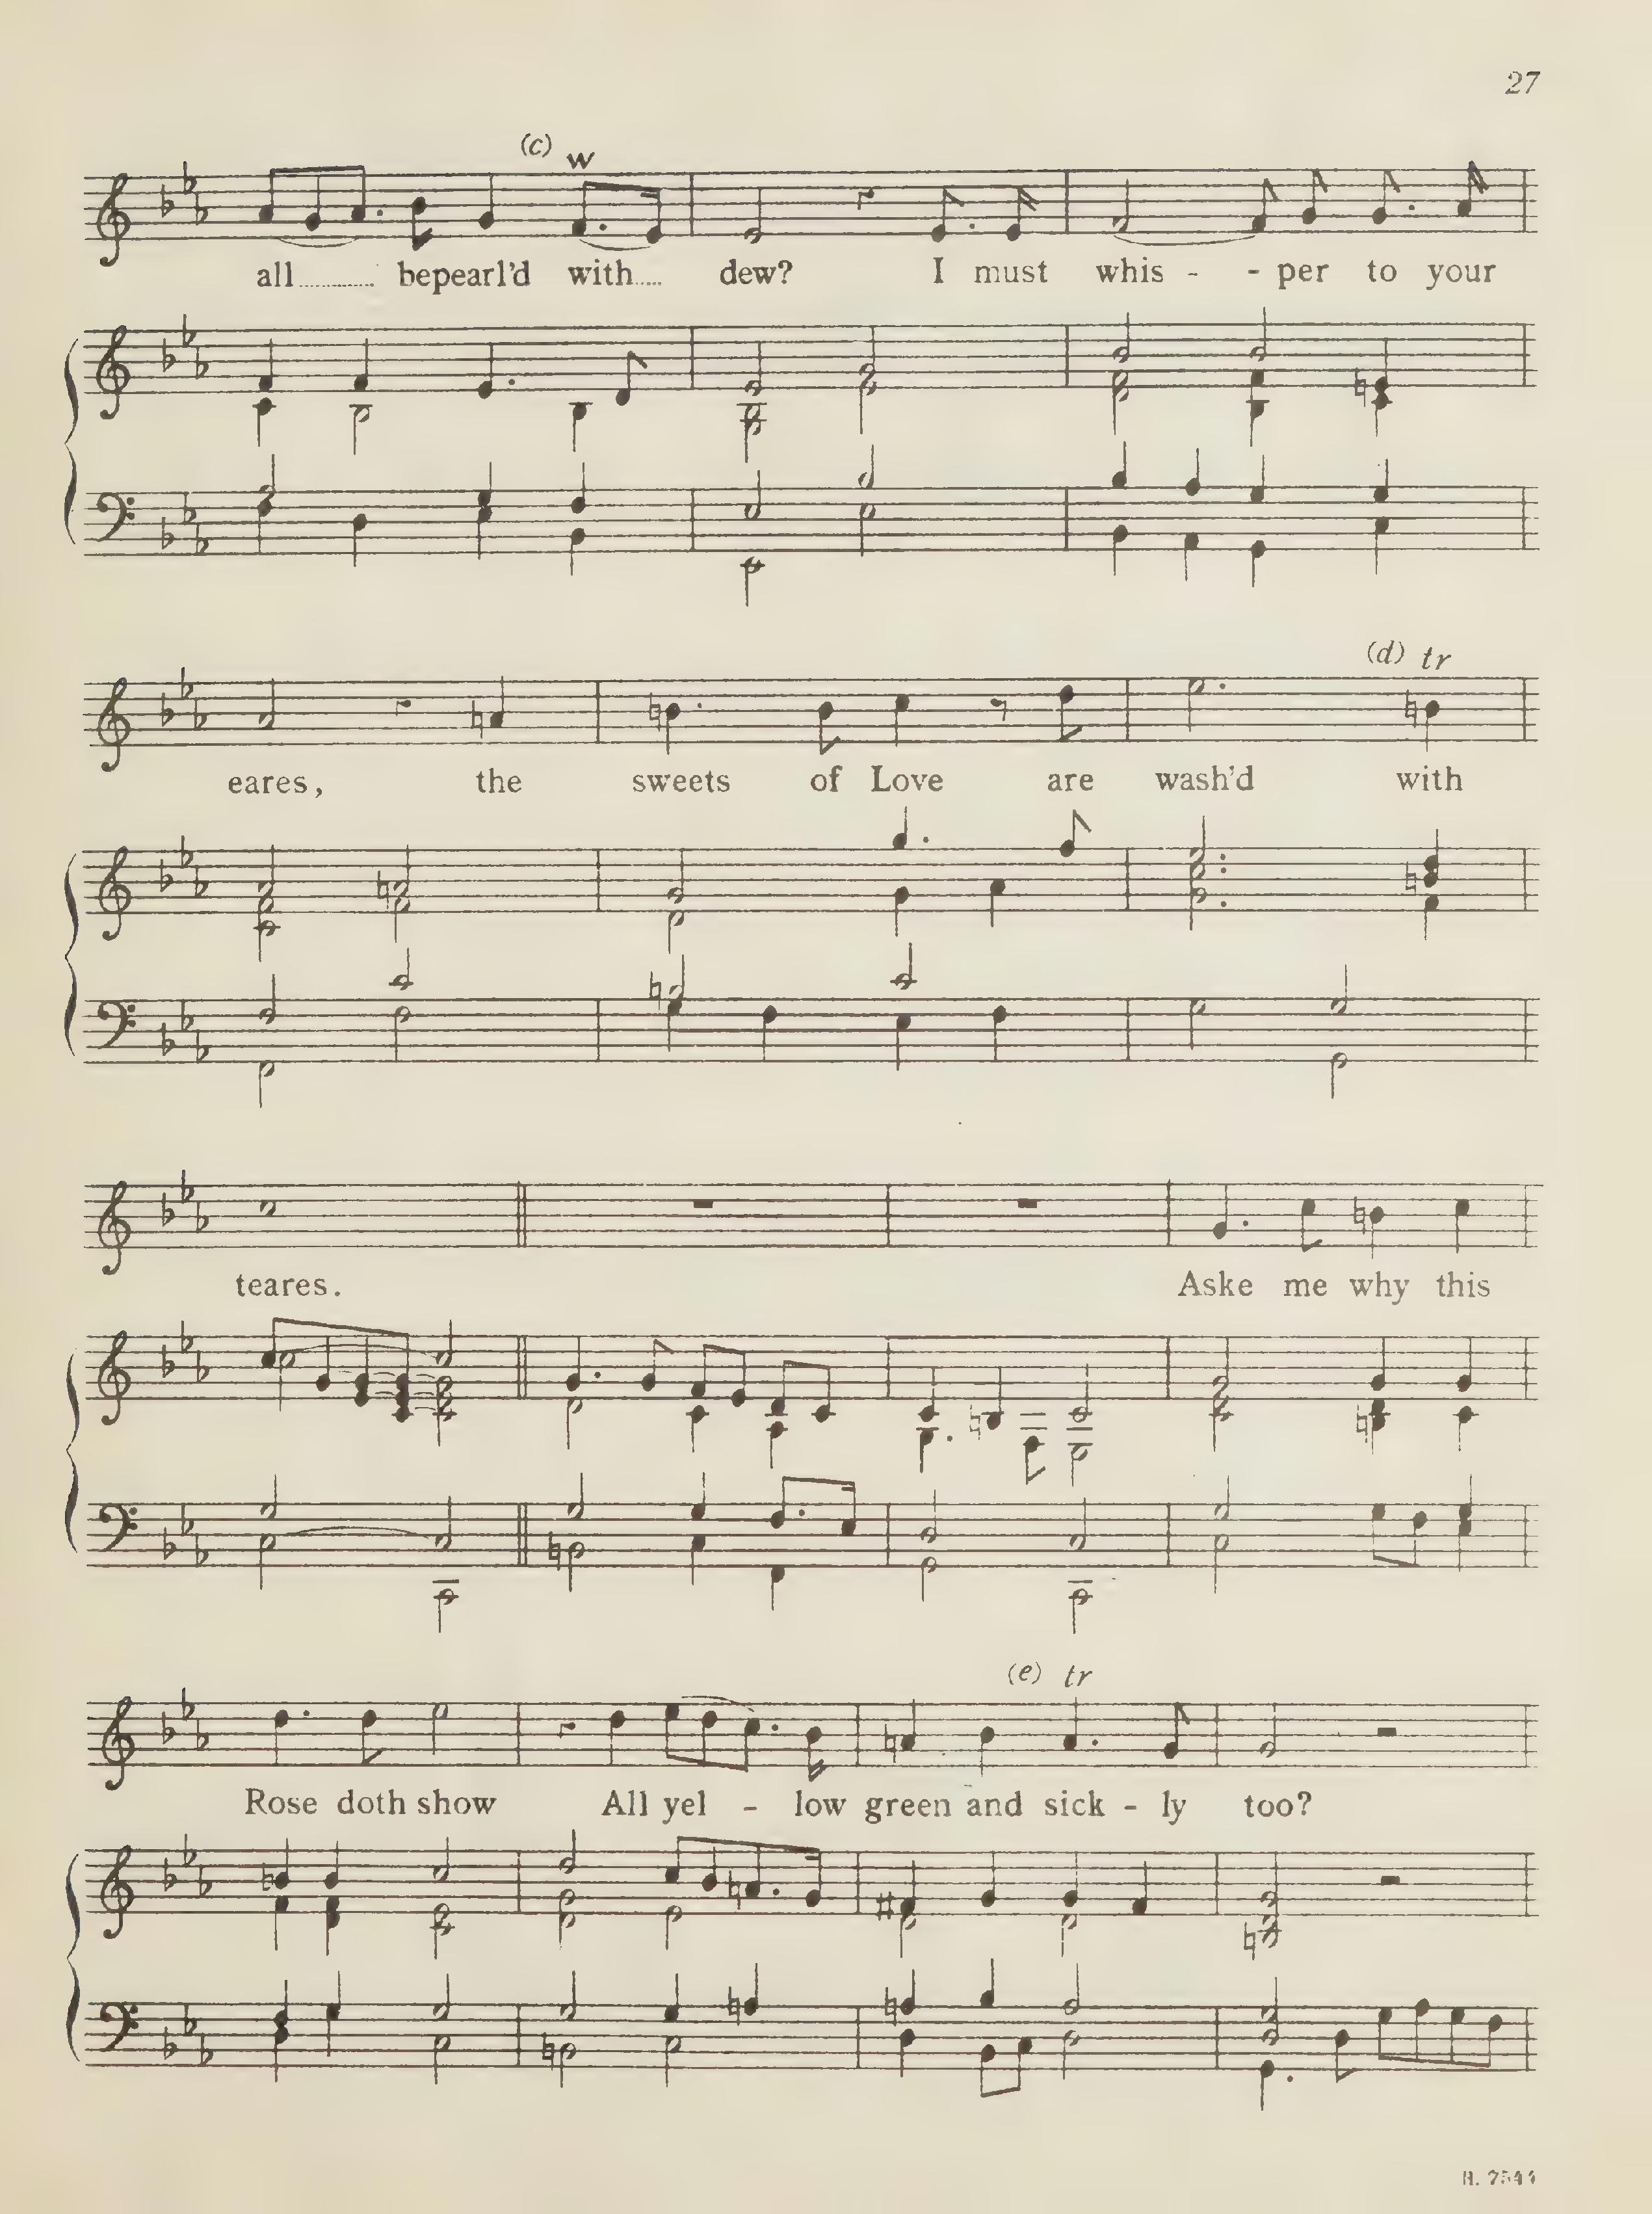 27
(c)
all............ bepearl'd with..... dew? I must whis - - per to your
(d) tr
eares, the sweets of Love are wash'd with
teares. Aske me why this
(e) tr
Rose doth show All yel - low green and sick - ly too?